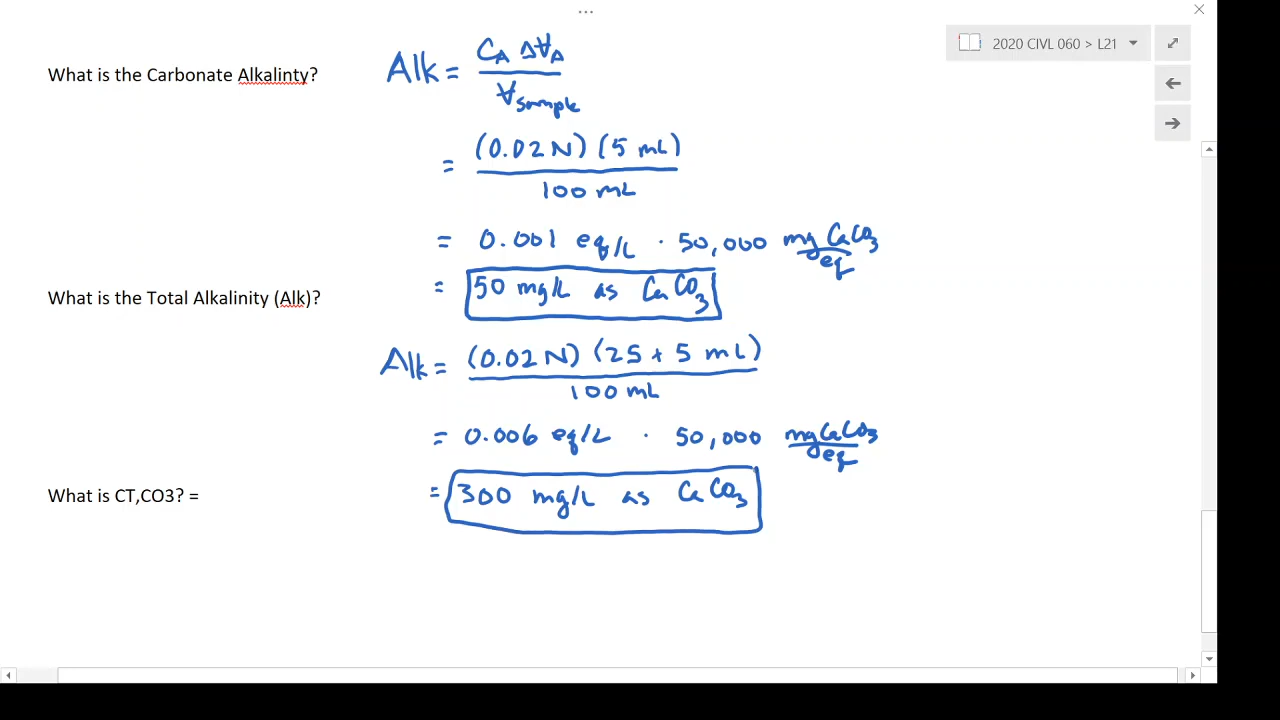 ...
2020 CIVL 060 > L21
What is the Carbonate Alkalinty?
Alk = C_A ΔV_A / V_sample
= (0.02 N) (5 mL) / 100 mL
= 0.001 eq/L · 50,000 mg CaCO3 / eq
= 50 mg/L as CaCO3
What is the Total Alkalinity (Alk)?
Alk = (0.02 N) (25 + 5 mL) / 100 mL
= 0.006 eq/L · 50,000 mg CaCO3 / eq
= 300 mg/L as CaCO3
What is CT,CO3? =